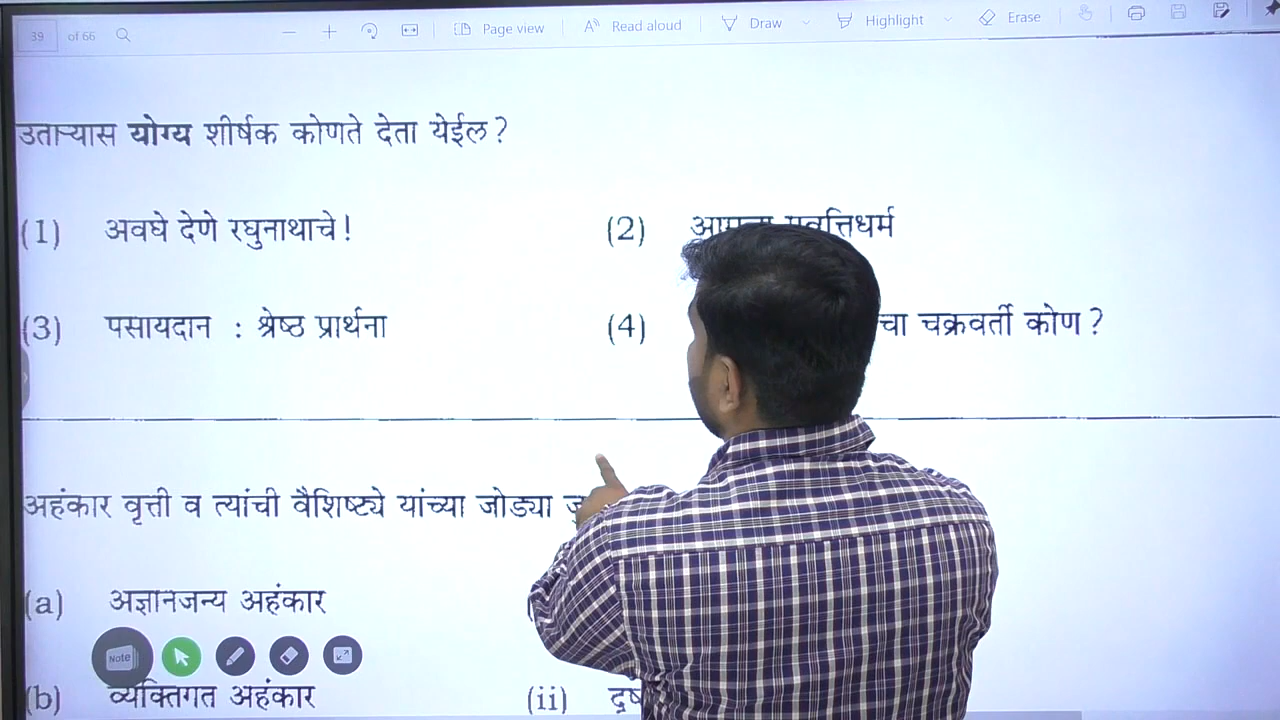 39 of 66 Page view Read aloud Draw Highlight Erase
उताऱ्यास योग्य शीर्षक कोणते देता येईल ?
(1) अवघे देणे रघुनाथाचे !
(2)
(3) पसायदान : श्रेष्ठ प्रार्थना
(4) चक्रवर्ती कोण ?
अहंकार वृत्ती व त्यांची वैशिष्ट्ये यांच्या जोड्या
(a) अज्ञानजन्य अहंकार
Note
(b) व्यक्तिगत अहंकार (ii)